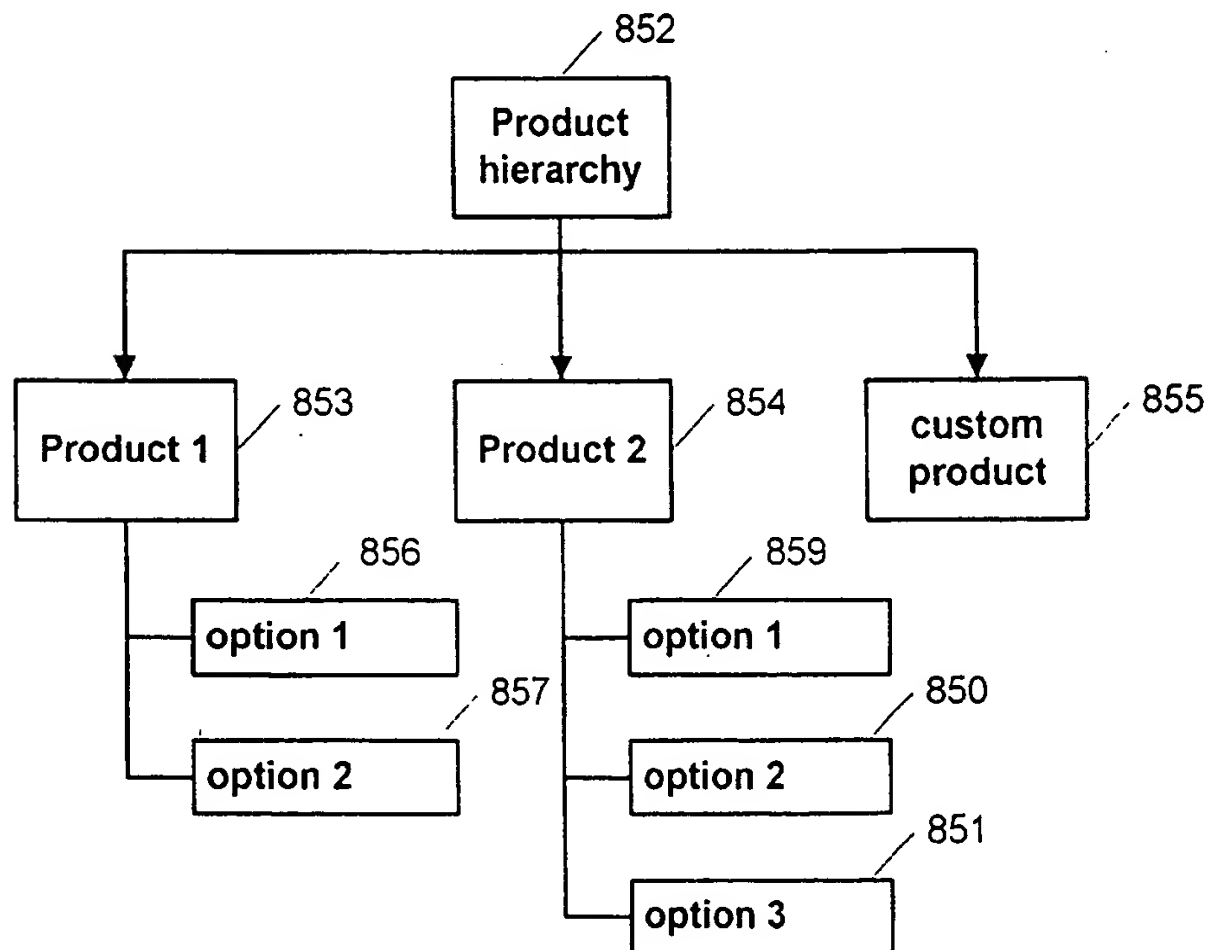 852
Product
hierarchy
853
854
855
Product 1
Product 2
custom
product
856
859
option 1
option 1
857
850
option 2
option 2
851
option 3